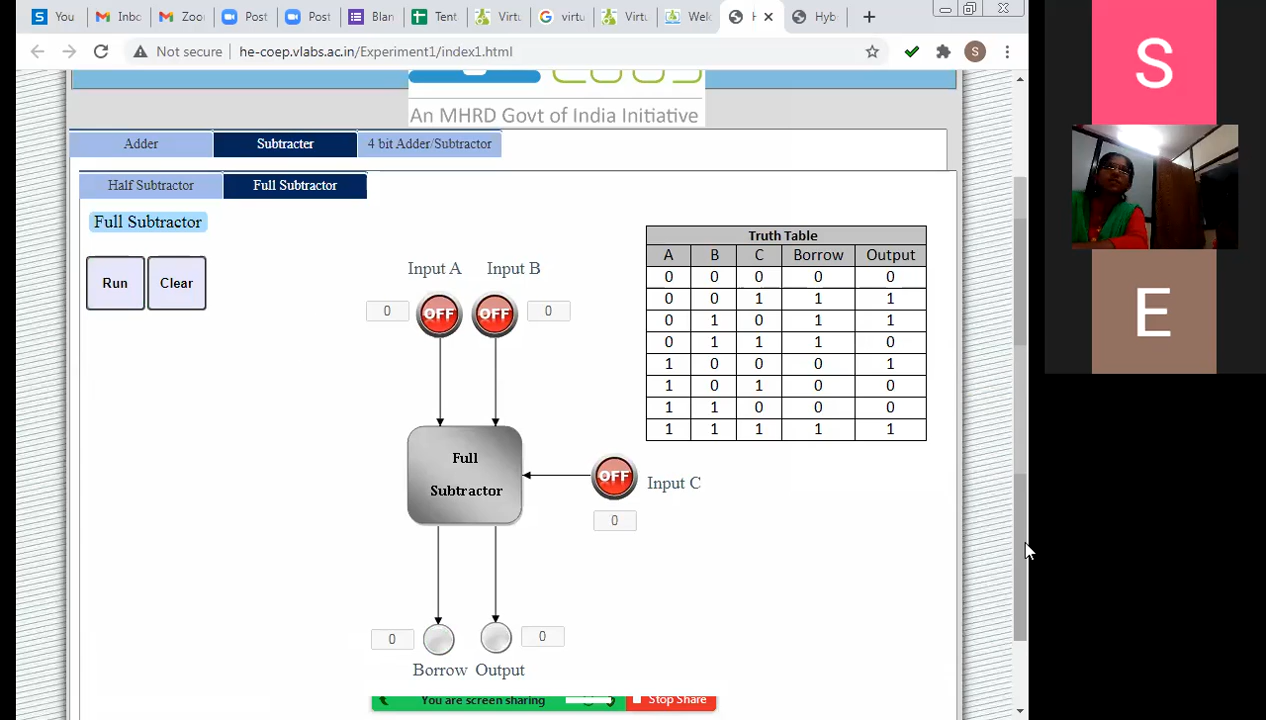 You
Inbo
Zoo
Post
Post
Blan
Tent
Virtu
virtu
Virtu
Welc
H
Hyb
Not secure
he-coep.vlabs.ac.in/Experiment1/index1.html
S
An MHRD Govt of India Initiative
Adder
Subtracter
4 bit Adder/Subtractor
Half Subtractor
Full Subtractor
Full Subtractor
Run
Clear
Input A
Input B
0
OFF
OFF
0
Full
Subtractor
OFF
Input C
0
0
0
Borrow
Output
Truth Table
A B C Borrow Output
0 0 0 0 0
0 0 1 1 1
0 1 0 1 1
0 1 1 1 0
1 0 0 0 1
1 0 1 0 0
1 1 0 0 0
1 1 1 1 1
You are screen sharing
Stop Share
S
E